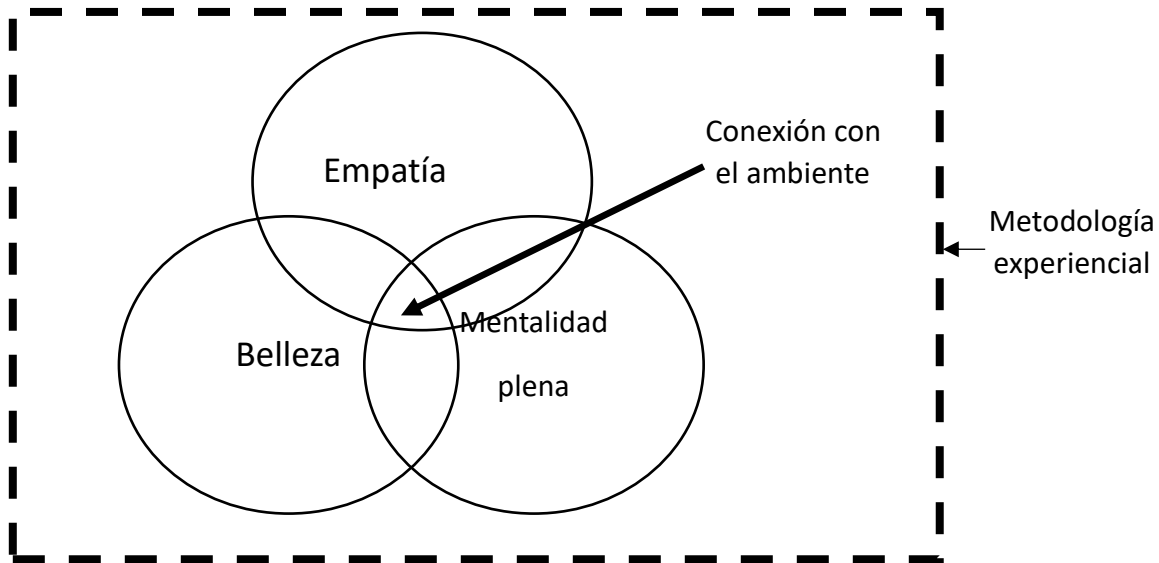 Empatía
Conexión con
el ambiente
Metodología
experiencial
Mentalidad
plena
Belleza